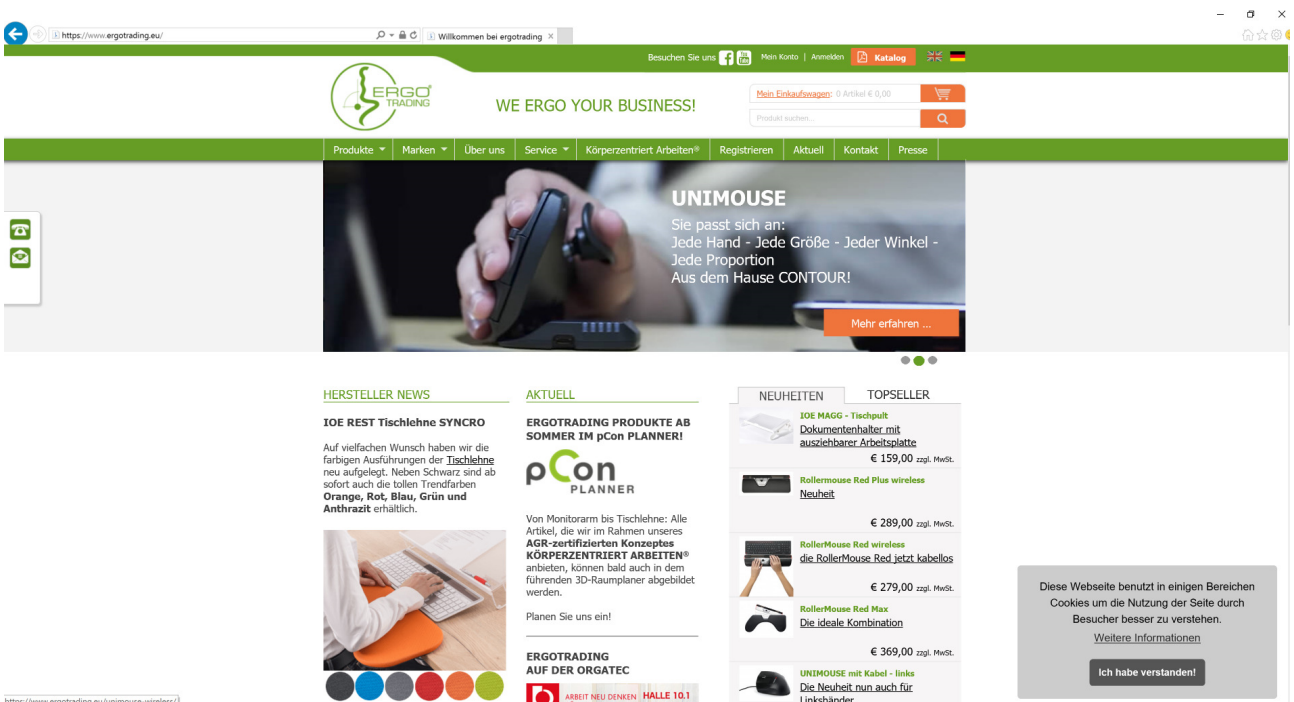 https://www.ergotrading.eu/
Willkommen bei ergotrading
Besuchen Sie uns
Mein Konto | Anmelden
Katalog
ERGO
TRADING
WE ERGO YOUR BUSINESS!
Mein Einkaufswagen: 0 Artikel € 0,00
Produkt suchen...
Produkte
Marken
Über uns
Service
Körperzentriert Arbeiten®
Registrieren
Aktuell
Kontakt
Presse
UNIMOUSE
Sie passt sich an:
Jede Hand - Jede Größe - Jeder Winkel -
Jede Proportion
Aus dem Hause CONTOUR!
Mehr erfahren ...
HERSTELLER NEWS
IOE REST Tischlehne SYNCRO
Auf vielfachen Wunsch haben wir die
farbigen Ausführungen der Tischlehne
neu aufgelegt. Neben Schwarz sind ab
sofort auch die tollen Trendfarben
Orange, Rot, Blau, Grün und
Anthrazit erhältlich.
AKTUELL
ERGOTRADING PRODUKTE AB
SOMMER IM pCon PLANNER!
pCon
PLANNER
Von Monitorarm bis Tischlehne: Alle
Artikel, die wir im Rahmen unseres
AGR-zertifizierten Konzeptes
KÖRPERZENTRIERT ARBEITEN®
anbieten, können bald auch in dem
führenden 3D-Raumplaner abgebildet
werden.
Planen Sie uns ein!
ERGOTRADING
AUF DER ORGATEC
ARBEIT NEU DENKEN HALLE 10.1
NEUHEITEN
TOPSELLER
IOE MAGG - Tischpult
Dokumentenhalter mit
ausziehbarer Arbeitsplatte
€ 159,00 zzgl. MwSt.
Rollermouse Red Plus wireless
Neuheit
€ 289,00 zzgl. MwSt.
RollerMouse Red wireless
die RollerMouse Red jetzt kabellos
€ 279,00 zzgl. MwSt.
RollerMouse Red Max
Die ideale Kombination
€ 369,00 zzgl. MwSt.
UNIMOUSE mit Kabel - links
Die Neuheit nun auch für
Linkshänder
Diese Webseite benutzt in einigen Bereichen
Cookies um die Nutzung der Seite durch
Besucher besser zu verstehen.
Weitere Informationen
Ich habe verstanden!
https://www.ergotrading.eu/unimouse-wireless/